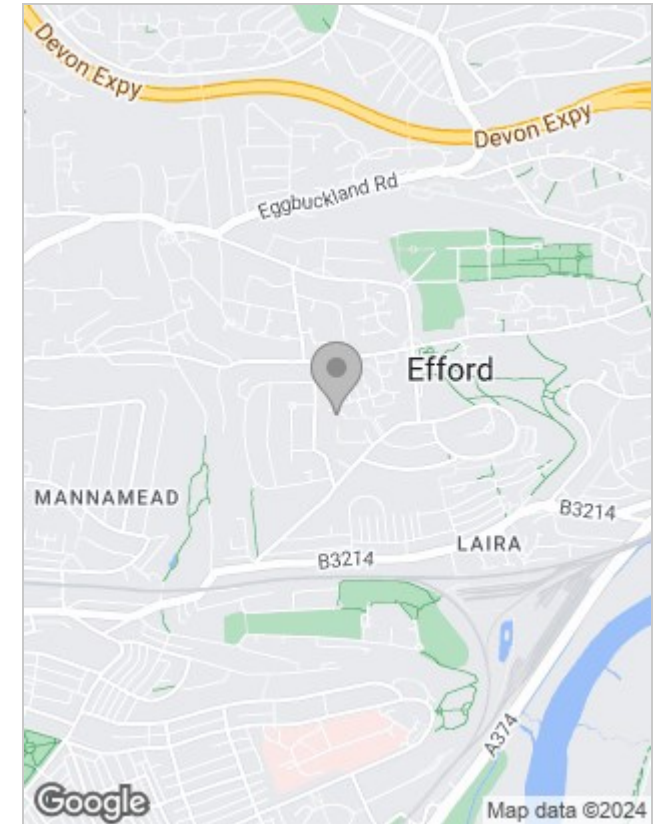 Devon Expy
Devon Expy
Eggbuckland Rd
Efford
MANNAMEAD
B3214
LAIRA
B3214
A374
Google
Map data ©2024